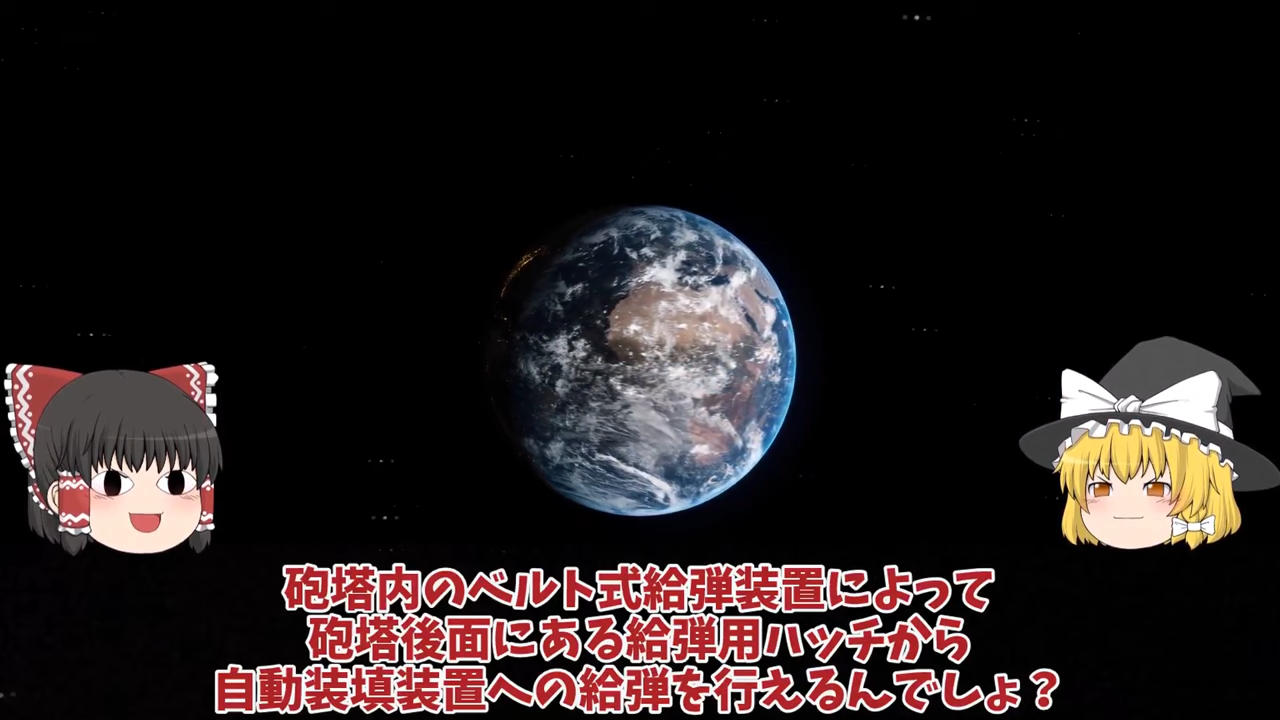 砲塔内のベルト式給弾装置によって
砲塔後面にある給弾用ハッチから
自動装填装置への給弾を行えるんでしょ？